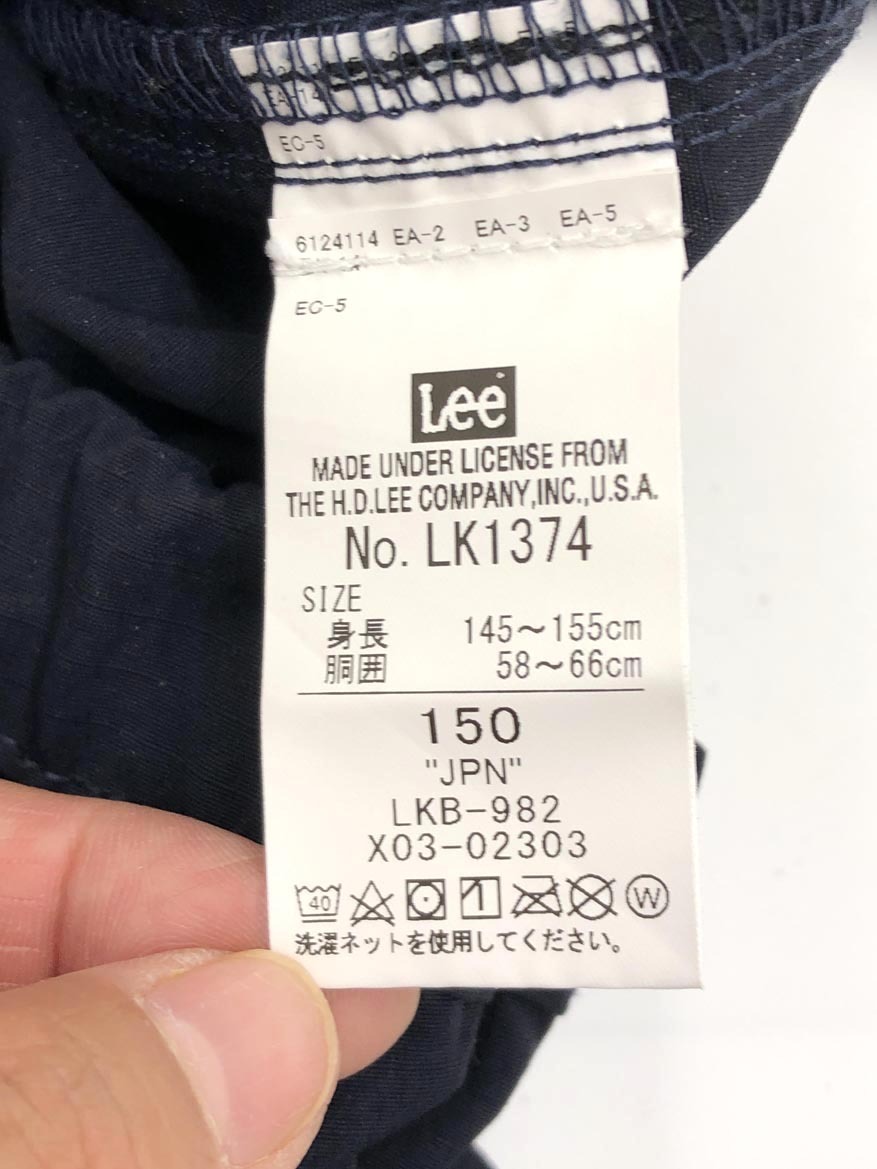 EA-14
EC-5
6124114 EA-2 EA-3 EA-5
EC-5
Lee
MADE UNDER LICENSE FROM
THE H.D.LEE COMPANY,INC.,U.S.A.
No. LK1374
SIZE
身長 145～155cm
胴囲 58～66cm
150
"JPN"
LKB-982
X03-02303
40 W
洗濯ネットを使用してください。